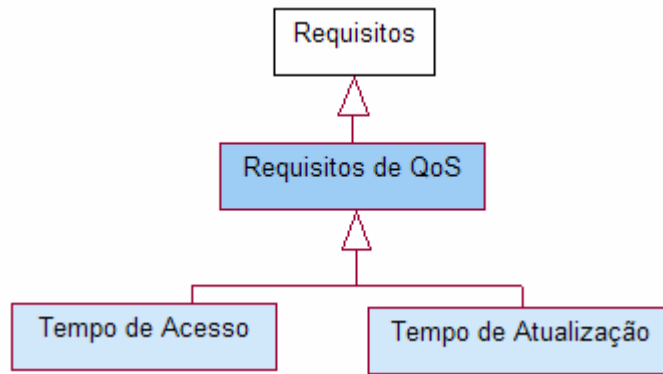 Requisitos
Requisitos de QoS
Tempo de Acesso
Tempo de Atualização